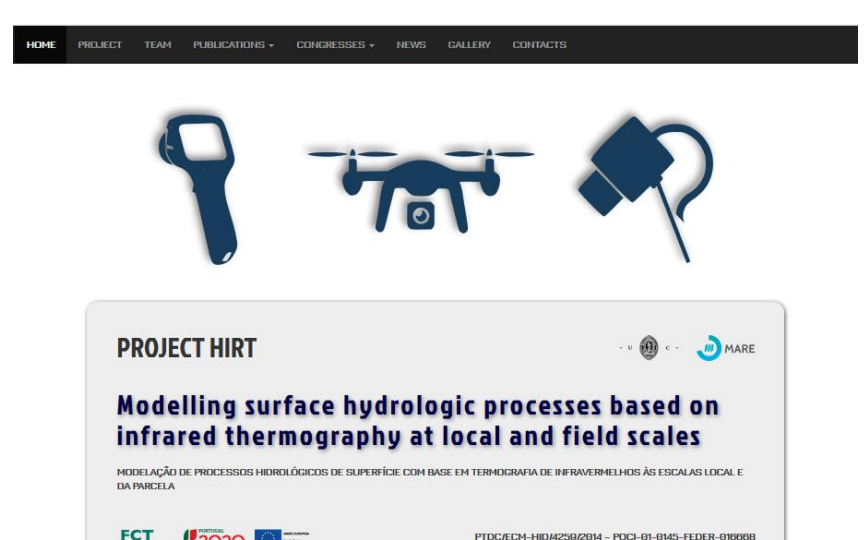 HOME PROJECT TEAM PUBLICATIONS CONGRESSES NEWS GALLERY CONTACTS
PROJECT HIRT
· U C · MARE
Modelling surface hydrologic processes based on
infrared thermography at local and field scales
MODELAÇÃO DE PROCESSOS HIDROLÓGICOS DE SUPERFÍCIE COM BASE EM TERMOGRAFIA DE INFRAVERMELHOS ÀS ESCALAS LOCAL E
DA PARCELA
FCT PORTUGAL 2020
PTDC/ECM-HID/4259/2014 – POCI-01-0145-FEDER-016668